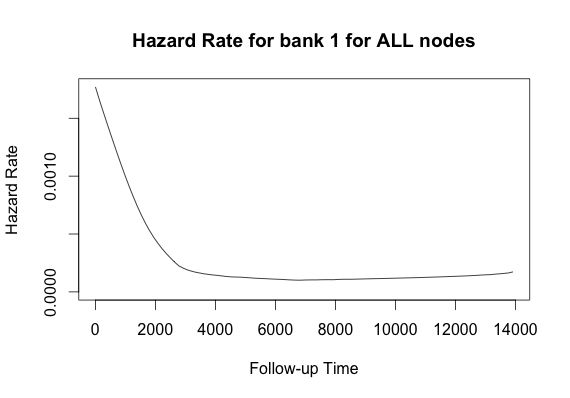 Hazard Rate for bank 1 for ALL nodes
Hazard Rate
0.0010
0.0000
0 2000 4000 6000 8000 10000 12000 14000
Follow-up Time